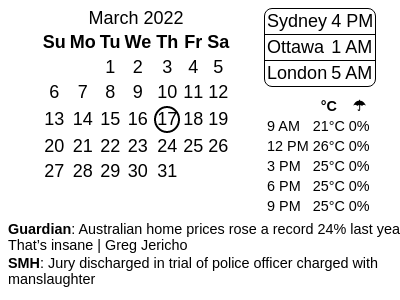 March 2022
Su Mo Tu We Th Fr Sa
1 2 3 4 5
6 7 8 9 10 11 12
13 14 15 16 17 18 19
20 21 22 23 24 25 26
27 28 29 30 31
Sydney 4 PM
Ottawa 1 AM
London 5 AM
°C ☂
9 AM 21°C 0%
12 PM 26°C 0%
3 PM 25°C 0%
6 PM 25°C 0%
9 PM 25°C 0%
Guardian: Australian home prices rose a record 24% last yea
That's insane | Greg Jericho
SMH: Jury discharged in trial of police officer charged with
manslaughter